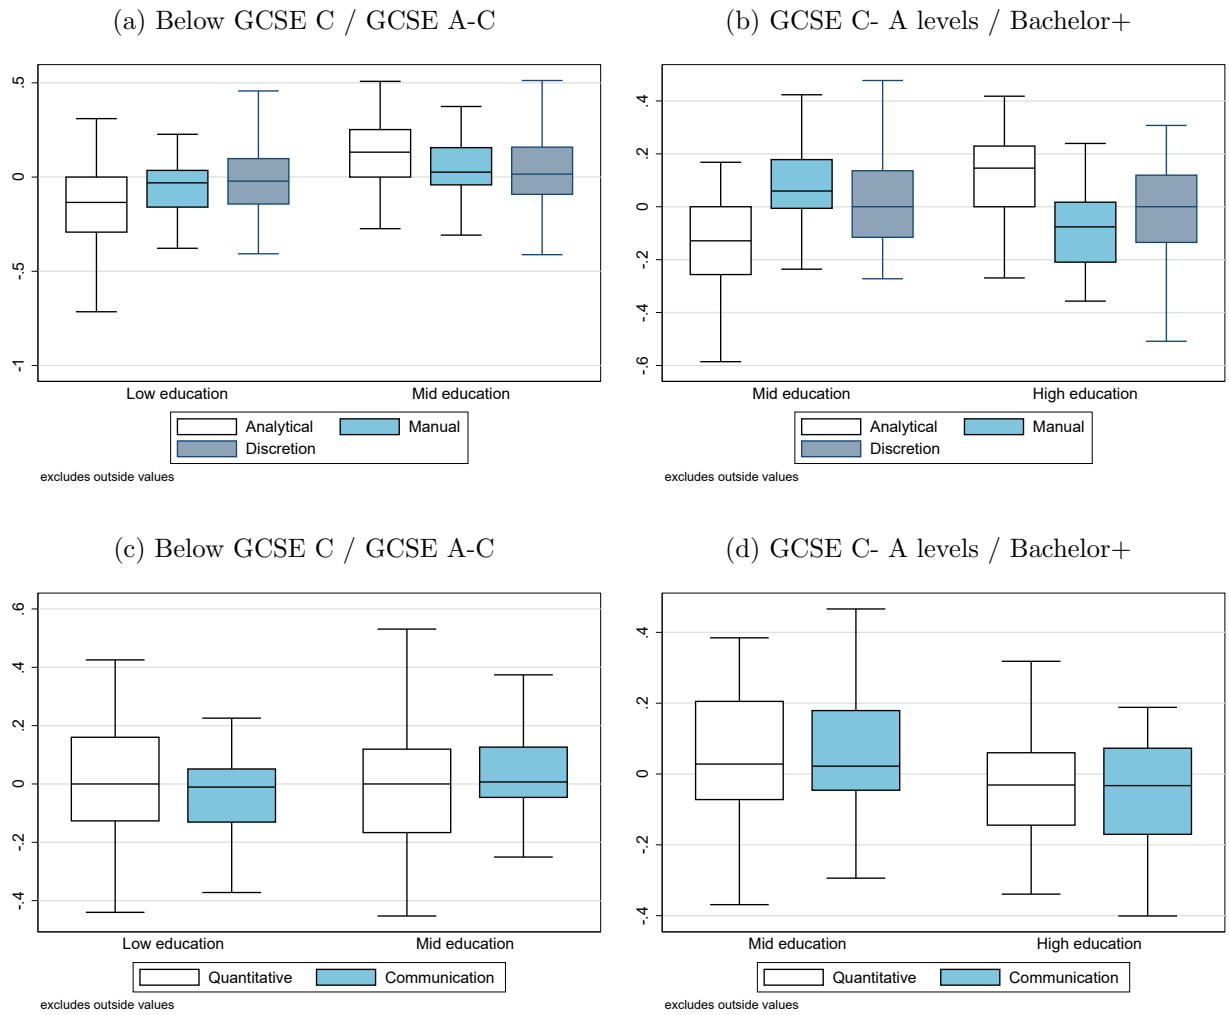 (a) Below GCSE C / GCSE A-C
.5
0
-.5
-1
Low education Mid education
Analytical Manual
Discretion
excludes outside values
(b) GCSE C- A levels / Bachelor+
.4
.2
0
-.2
-.4
-.6
Mid education High education
Analytical Manual
Discretion
excludes outside values
(c) Below GCSE C / GCSE A-C
.6
.4
.2
0
-.2
-.4
Low education Mid education
Quantitative Communication
excludes outside values
(d) GCSE C- A levels / Bachelor+
.4
.2
0
-.2
-.4
Mid education High education
Quantitative Communication
excludes outside values